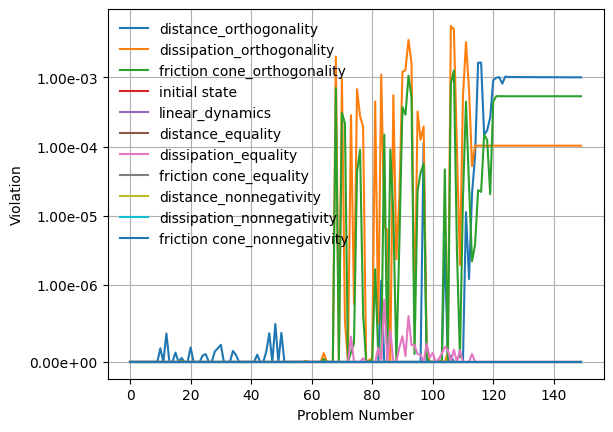 distance_orthogonality
dissipation_orthogonality
friction cone_orthogonality
initial state
linear_dynamics
distance_equality
dissipation_equality
friction cone_equality
distance_nonnegativity
dissipation_nonnegativity
friction cone_nonnegativity
1.00e-03
1.00e-04
1.00e-05
1.00e-06
0.00e+00
Violation
0 20 40 60 80 100 120 140
Problem Number